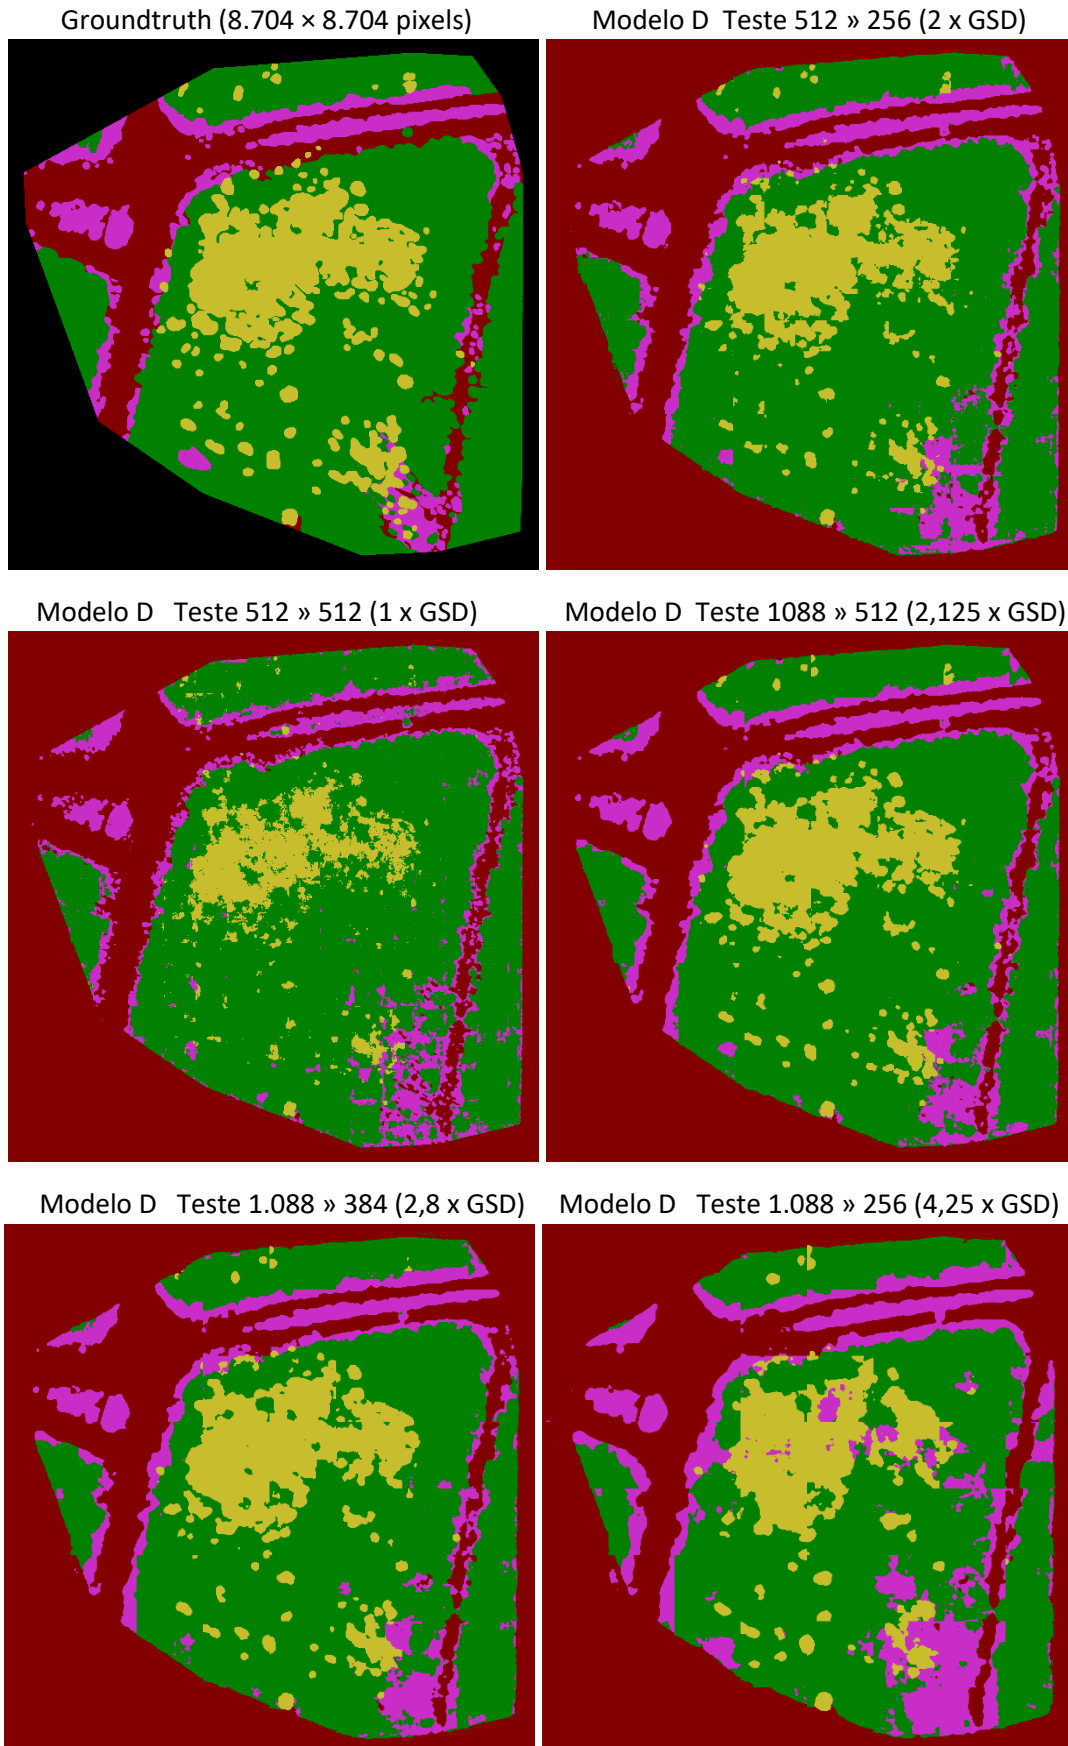 Groundtruth (8.704 × 8.704 pixels)
Modelo D Teste 512 » 256 (2 x GSD)
Modelo D Teste 512 » 512 (1 x GSD)
Modelo D Teste 1088 » 512 (2,125 x GSD)
Modelo D Teste 1.088 » 384 (2,8 x GSD)
Modelo D Teste 1.088 » 256 (4,25 x GSD)